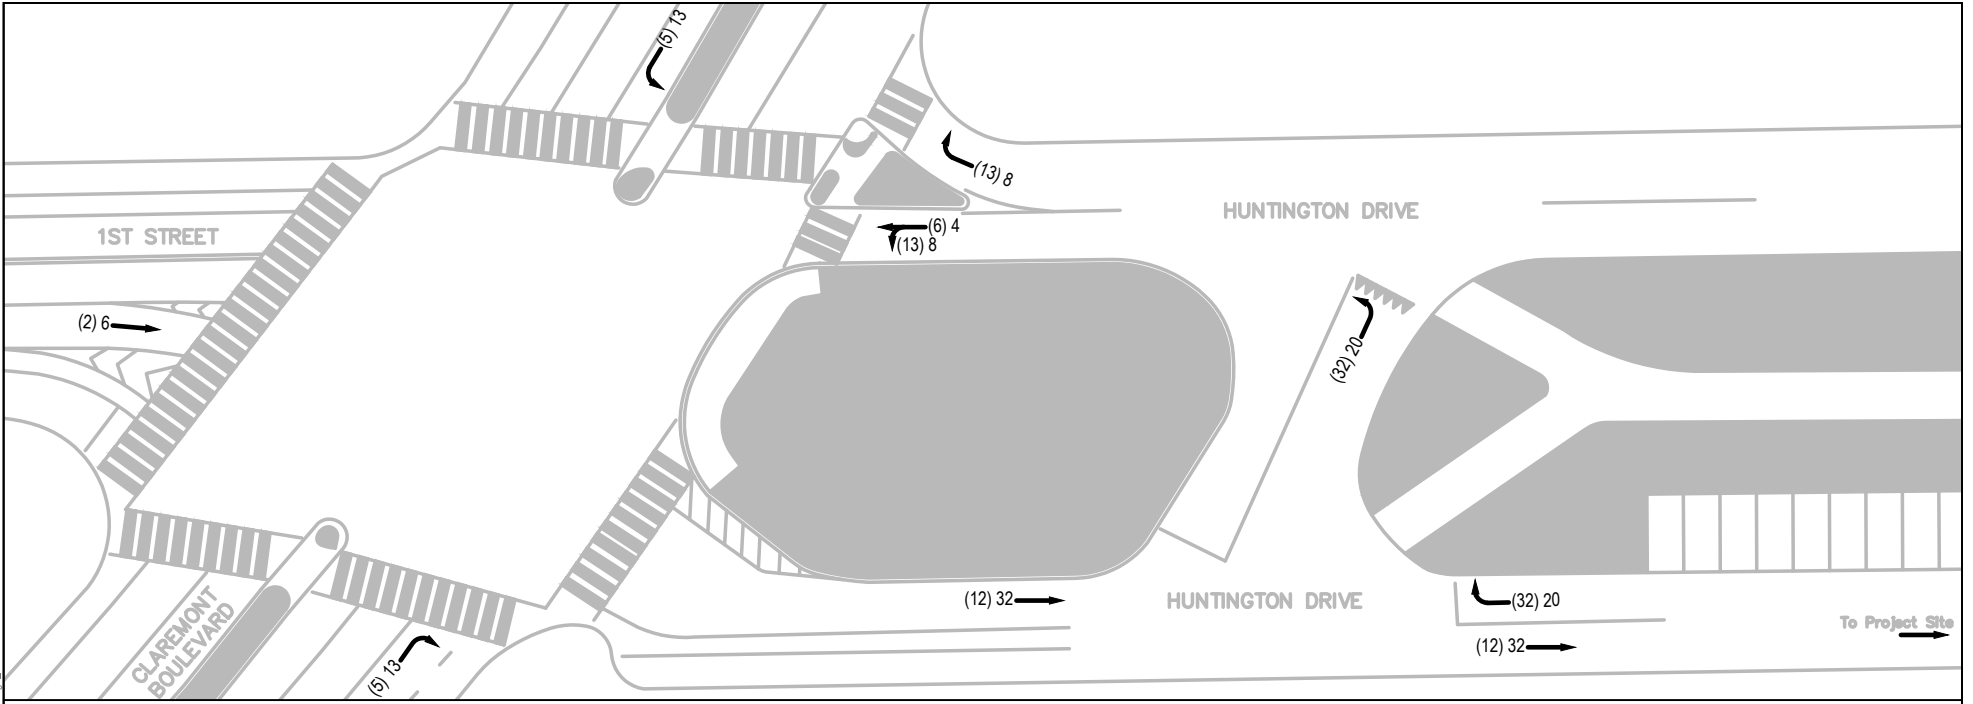 (5) 13
(13) 8
HUNTINGTON DRIVE
(6) 4
(13) 8
1ST STREET
(2) 6
(32) 20
(12) 32
HUNTINGTON DRIVE
(32) 20
To Project Site
(12) 32
CLAREMONT
BOULEVARD
(5) 13